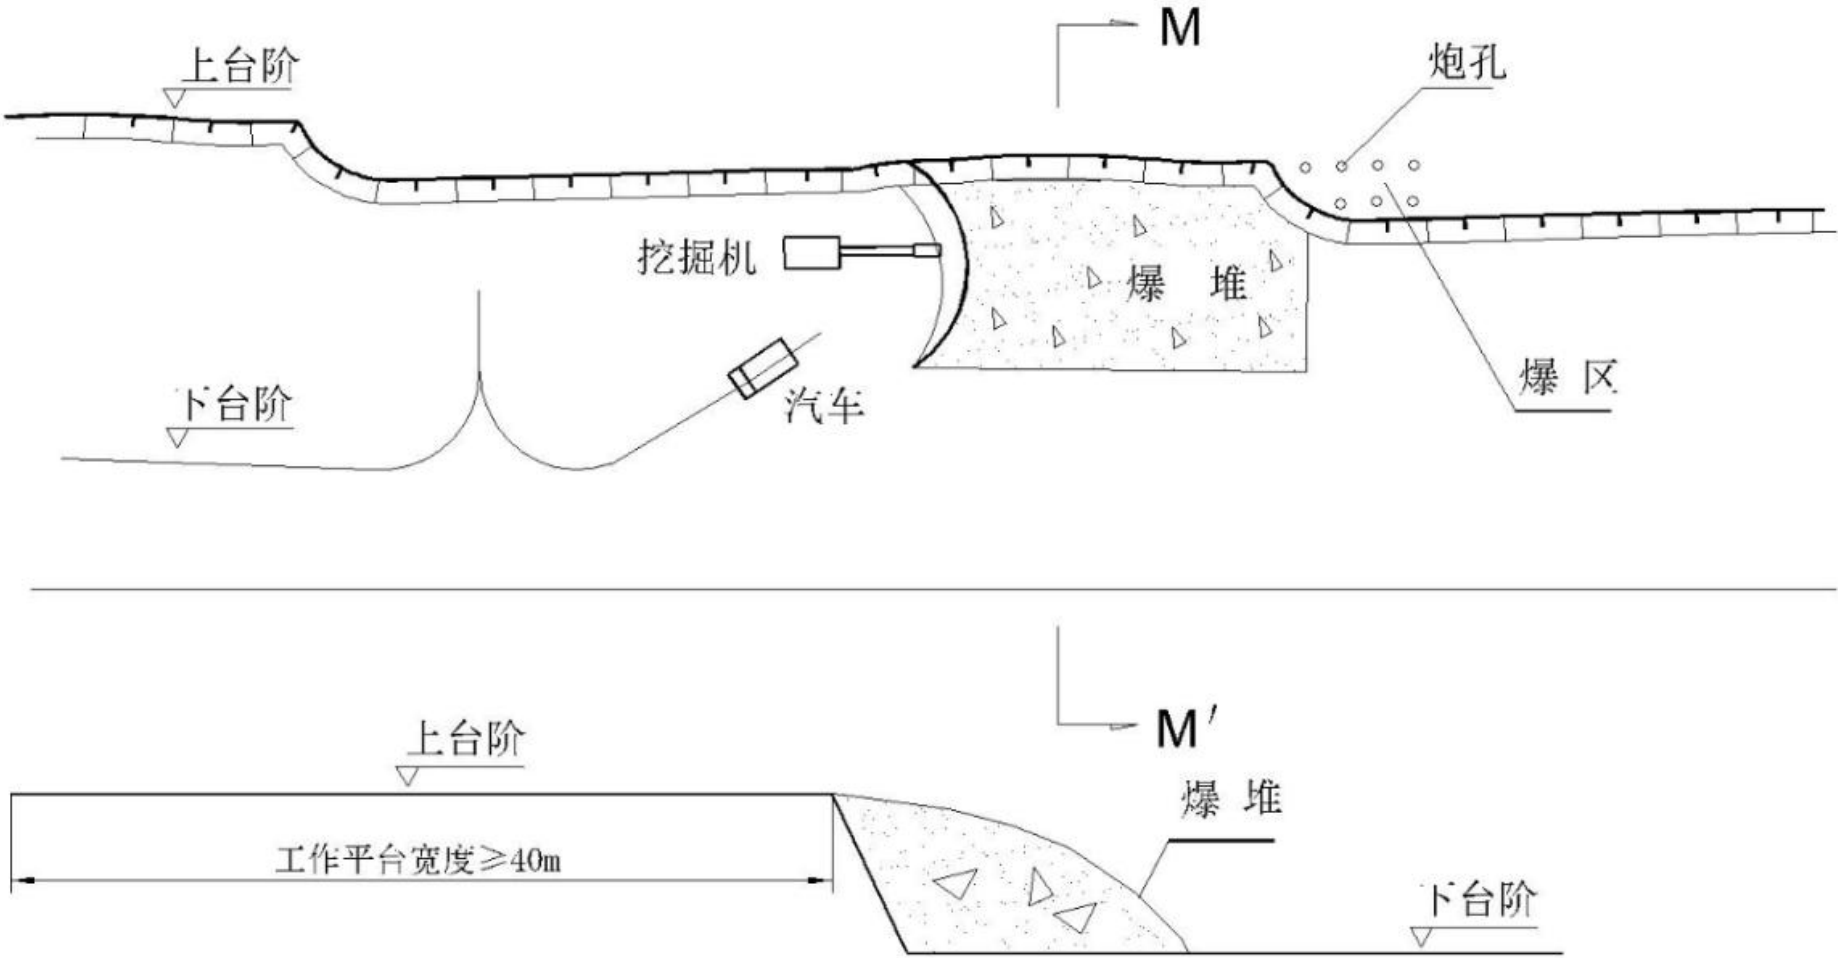 M
上台阶
炮孔
挖掘机
爆 堆
爆 区
下台阶
汽车
M′
上台阶
爆 堆
工作平台宽度≥40m
下台阶